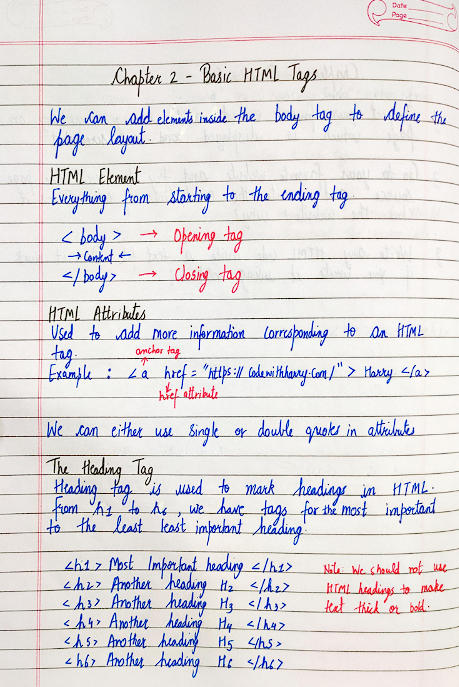 Date
Page
Chapter 2 - Basic HTML Tags
We can add elements inside the body tag to define the
page layout.
HTML Element
Everything from starting to the ending tag
< body > → Opening tag
→ Content ←
</ body> → Closing tag
HTML Attributes
Used to add more information corresponding to an HTML
tag.
anchor tag
Example : <a href = "https:// Codewithharry.Com/" > Harry </a>
href attribute
We can either use Single or double quotes in attributes
The Heading Tag
Heading tag is used to mark headings in HTML.
From h1 to h6, we have tags for the most important
to the least least important heading.
<h1 > Most Important heading </h1>
<h2> Another heading H2 </h2>
<h3> Another heading H3 </h3>
<h4> Another heading H4 </h4>
<h5> Another heading H5 </h5>
<h6> Another heading H6 </h6>
Note: We should not use
HTML headings to make
text thick or bold.